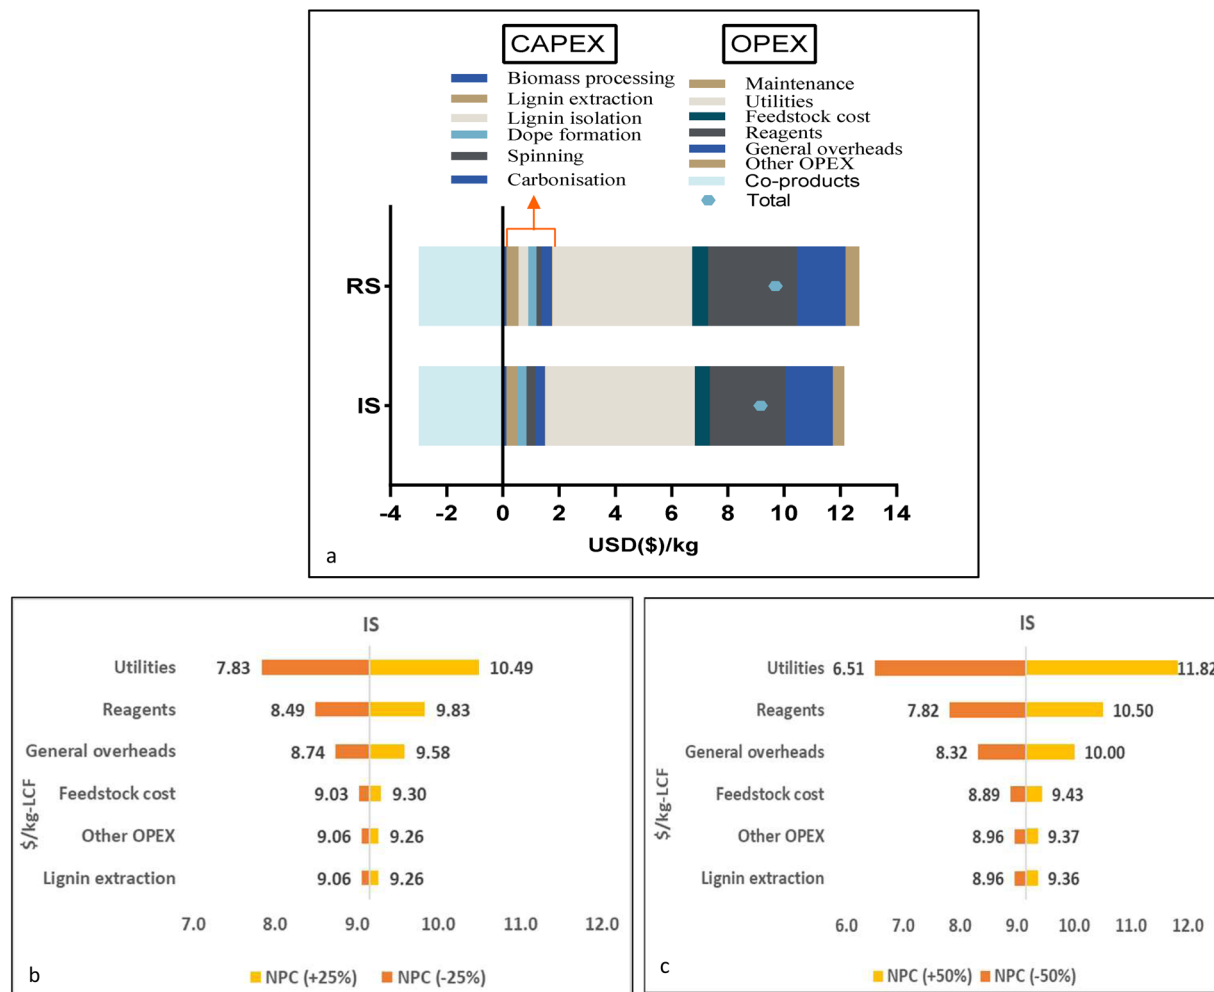 CAPEX
OPEX
Biomass processing
Lignin extraction
Lignin isolation
Dope formation
Spinning
Carbonisation
Maintenance
Utilities
Feedstock cost
Reagents
General overheads
Other OPEX
Co-products
Total
RS
IS
-4 -2 0 2 4 6 8 10 12 14
USD($)/kg
a
IS
$/kg-LCF
Utilities 7.83 10.49
Reagents 8.49 9.83
General overheads 8.74 9.58
Feedstock cost 9.03 9.30
Other OPEX 9.06 9.26
Lignin extraction 9.06 9.26
7.0 8.0 9.0 10.0 11.0 12.0
NPC (+25%) NPC (-25%)
b
IS
$/kg-LCF
Utilities 6.51 11.82
Reagents 7.82 10.50
General overheads 8.32 10.00
Feedstock cost 8.89 9.43
Other OPEX 8.96 9.37
Lignin extraction 8.96 9.36
6.0 7.0 8.0 9.0 10.0 11.0 12.0
NPC (+50%) NPC (-50%)
c